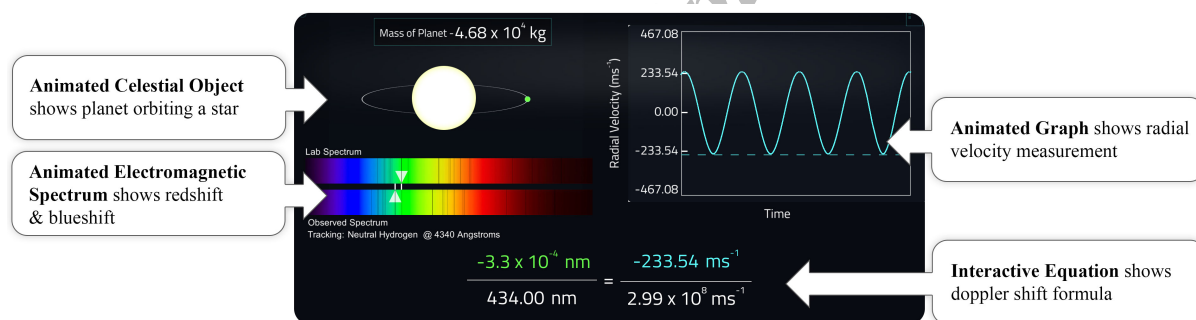 Mass of Planet - 4.68 x 10⁴ kg
Animated Celestial Object
shows planet orbiting a star
Animated Electromagnetic
Spectrum shows redshift
& blueshift
Lab Spectrum
Observed Spectrum
Tracking: Neutral Hydrogen @ 4340 Angstroms
Radial Velocity (ms⁻¹)
467.08
233.54
0.00
-233.54
-467.08
Time
Animated Graph shows radial
velocity measurement
-3.3 x 10⁻⁴ nm
434.00 nm
=
-233.54 ms⁻¹
2.99 x 10⁸ ms⁻¹
Interactive Equation shows
doppler shift formula